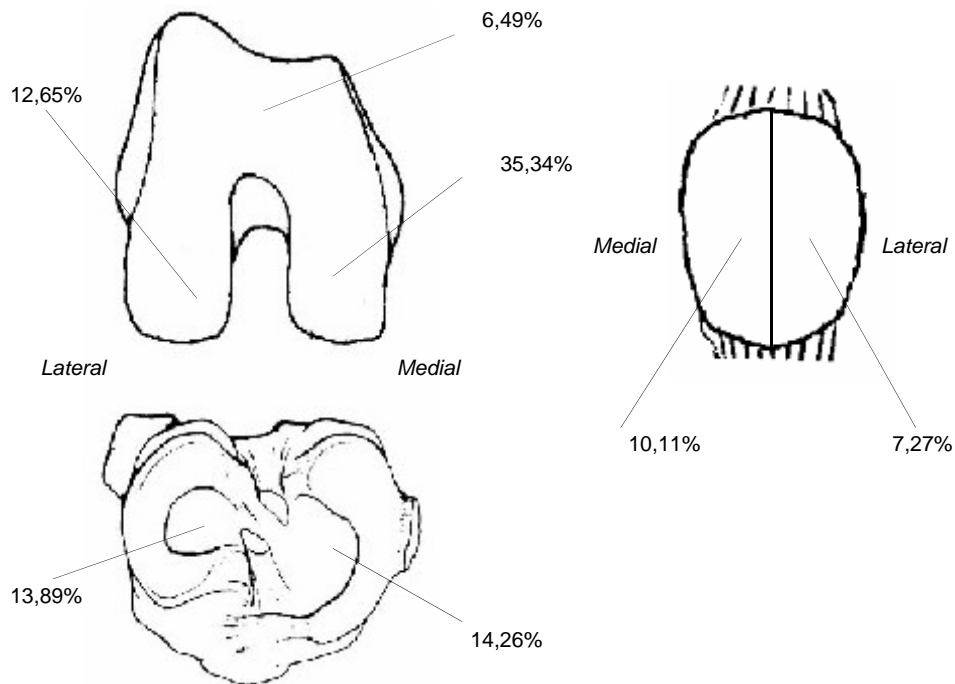 6,49%
12,65%
35,34%
Medial
Lateral
Lateral
Medial
10,11%
7,27%
13,89%
14,26%